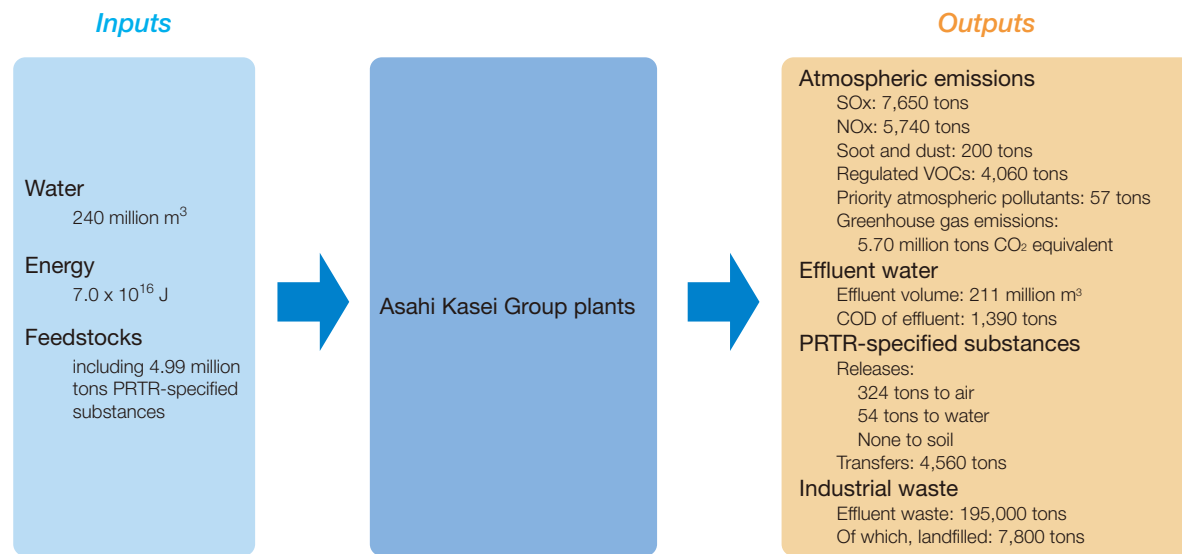 Inputs
Water
240 million m³
Energy
7.0 x 10¹⁶ J
Feedstocks
including 4.99 million
tons PRTR-specified
substances
Asahi Kasei Group plants
Outputs
Atmospheric emissions
SOx: 7,650 tons
NOx: 5,740 tons
Soot and dust: 200 tons
Regulated VOCs: 4,060 tons
Priority atmospheric pollutants: 57 tons
Greenhouse gas emissions:
5.70 million tons CO₂ equivalent
Effluent water
Effluent volume: 211 million m³
COD of effluent: 1,390 tons
PRTR-specified substances
Releases:
324 tons to air
54 tons to water
None to soil
Transfers: 4,560 tons
Industrial waste
Effluent waste: 195,000 tons
Of which, landfilled: 7,800 tons